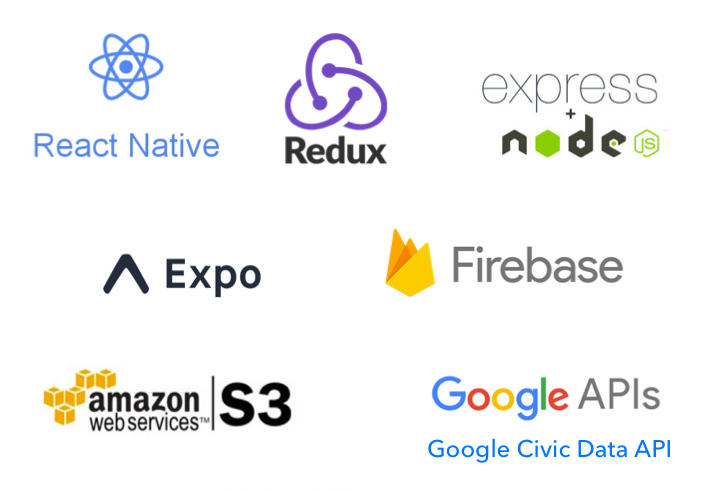 React Native
Redux
express
+
node
JS
Expo
Firebase
amazon
web services™
S3
Google APIs
Google Civic Data API